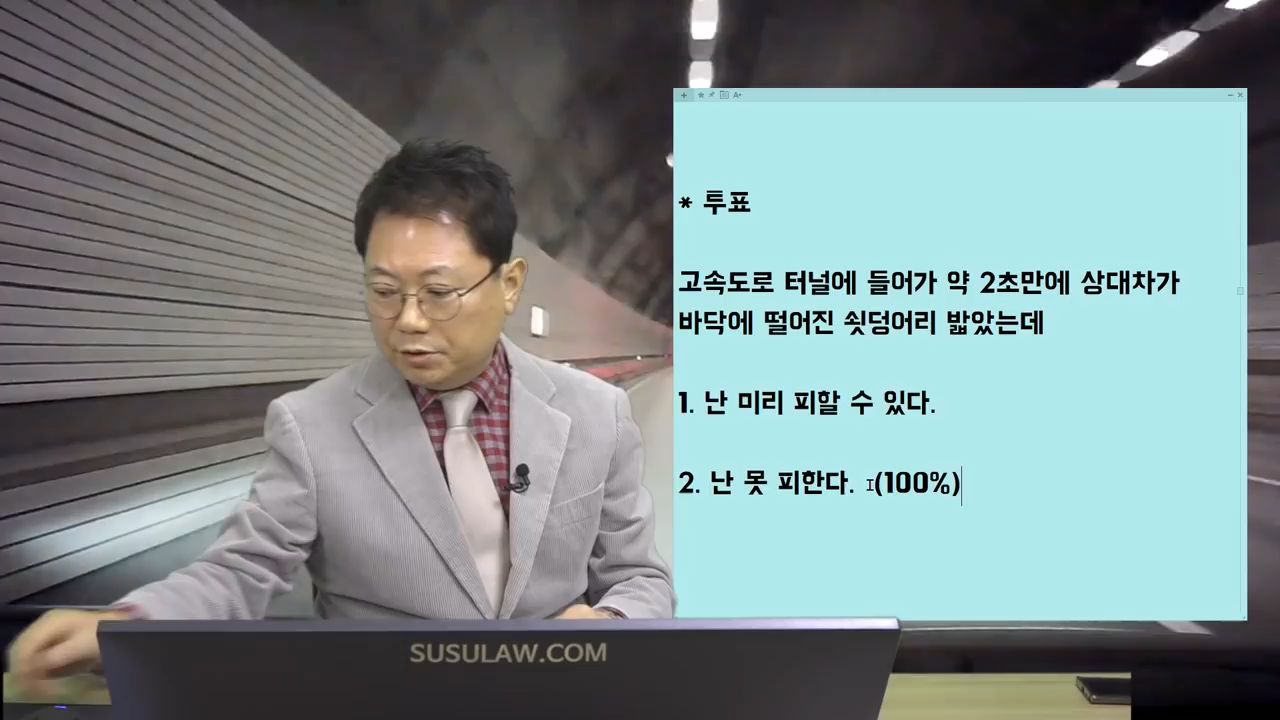 * 투표
고속도로 터널에 들어가 약 2초만에 상대차가
바닥에 떨어진 쇳덩어리 밟았는데
1. 난 미리 피할 수 있다.
2. 난 못 피한다. (100%)
SUSULAW.COM